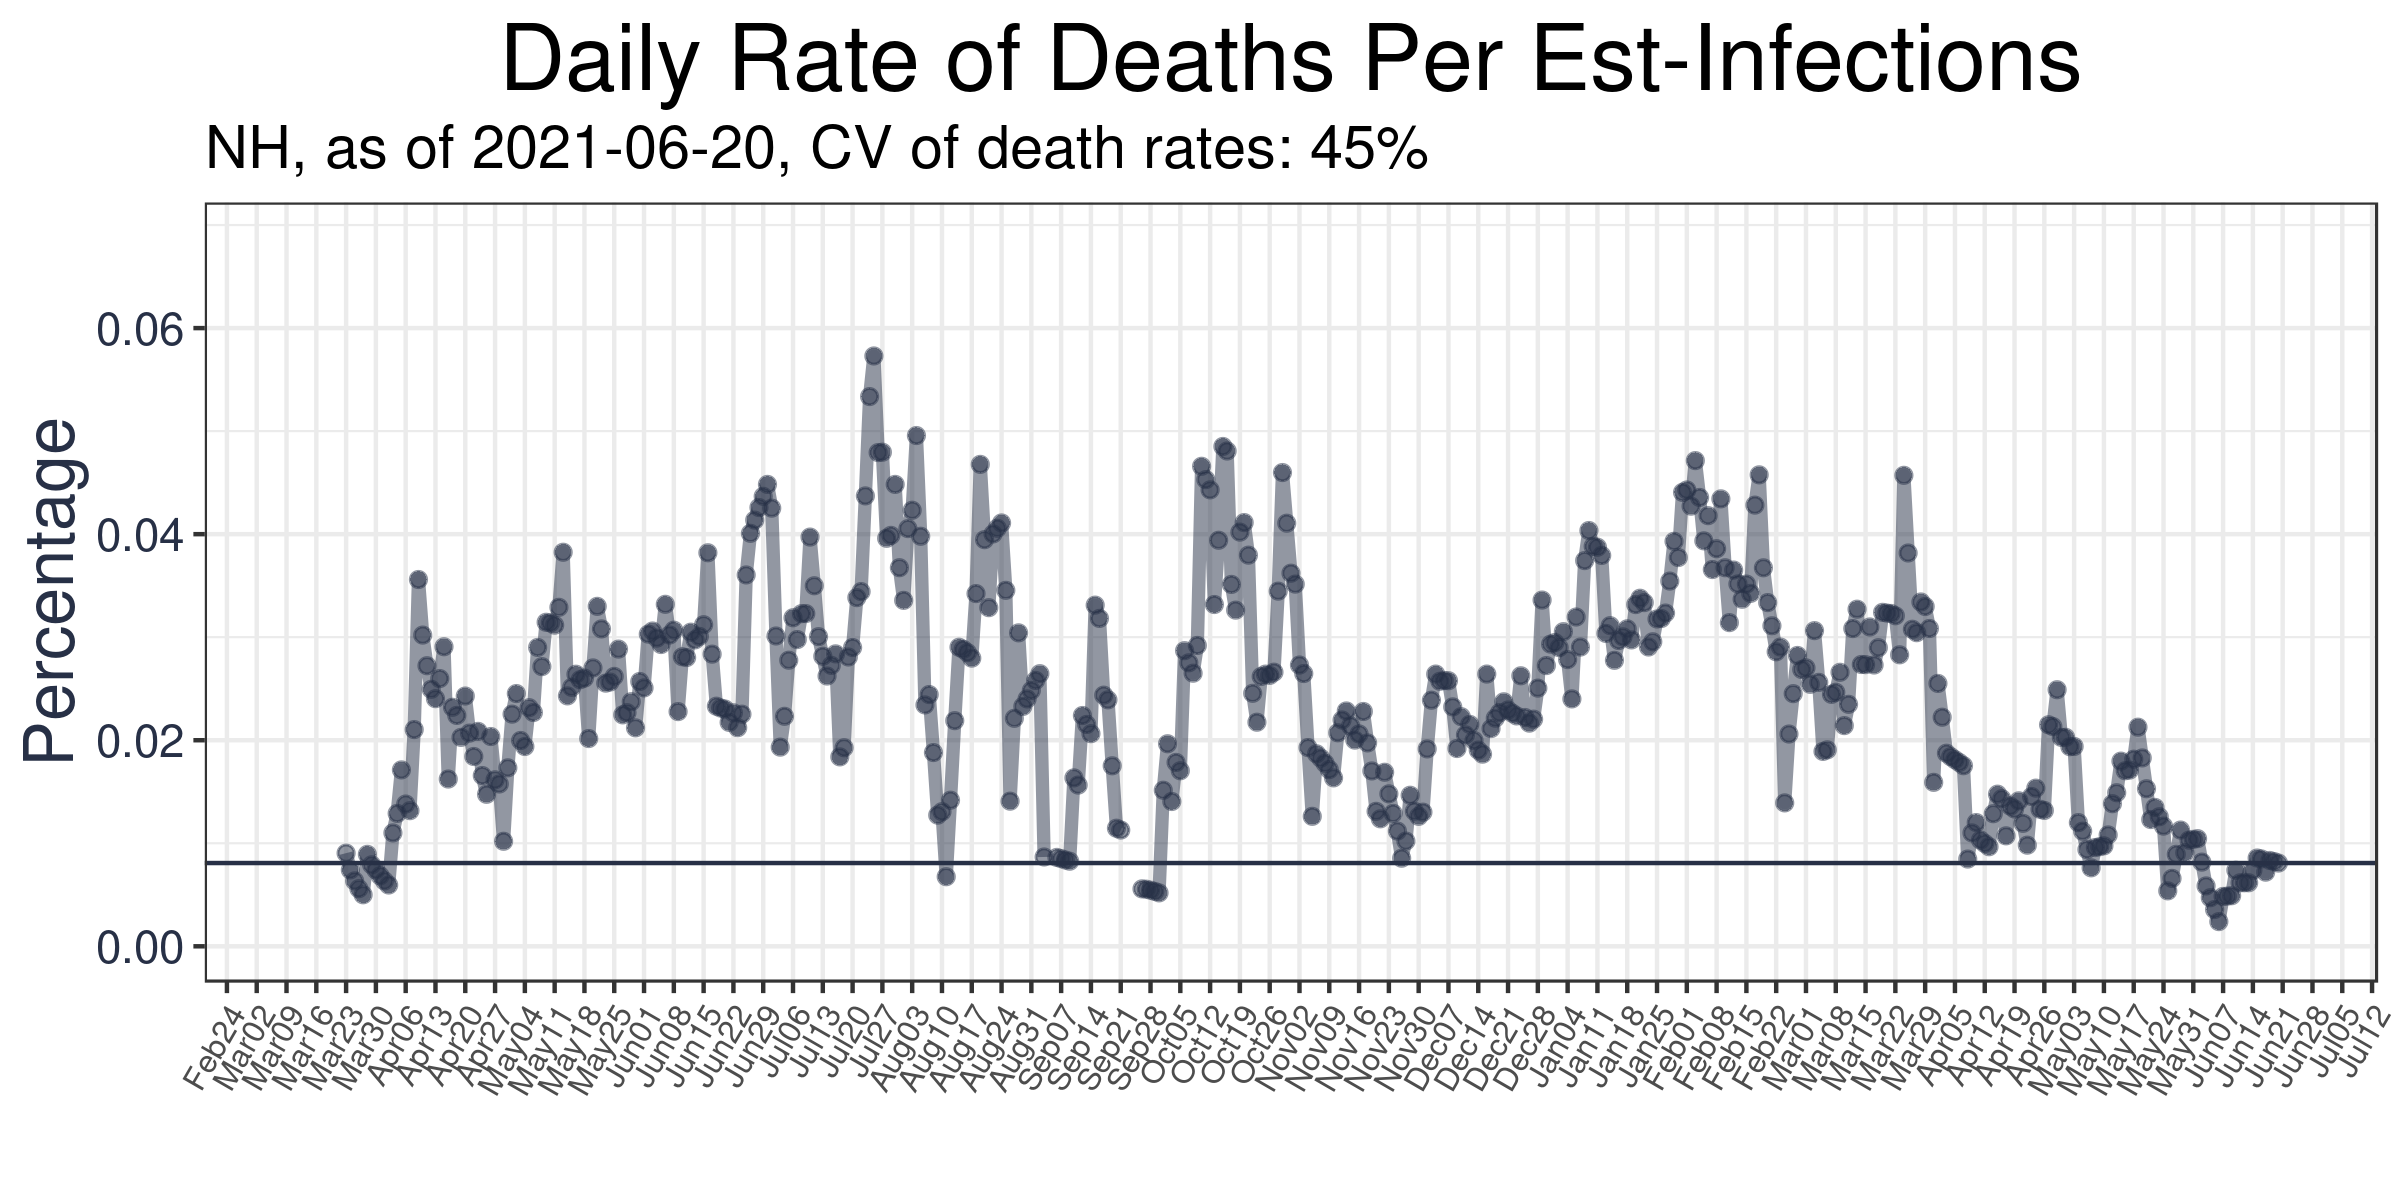 Daily Rate of Deaths Per Est-Infections
NH, as of 2021-06-20, CV of death rates: 45%
Percentage
0.06
0.04
0.02
0.00
Feb24
Mar02
Mar09
Mar16
Mar23
Mar30
Apr06
Apr13
Apr20
Apr27
May04
May11
May18
May25
Jun01
Jun08
Jun15
Jun22
Jun29
Jul06
Jul13
Jul20
Jul27
Aug03
Aug10
Aug17
Aug24
Aug31
Sep07
Sep14
Sep21
Sep28
Oct05
Oct12
Oct19
Oct26
Nov02
Nov09
Nov16
Nov23
Nov30
Dec07
Dec14
Dec21
Dec28
Jan04
Jan11
Jan18
Jan25
Feb01
Feb08
Feb15
Feb22
Mar01
Mar08
Mar15
Mar22
Mar29
Apr05
Apr12
Apr19
Apr26
May03
May10
May17
May24
May31
Jun07
Jun14
Jun21
Jun28
Jul05
Jul12